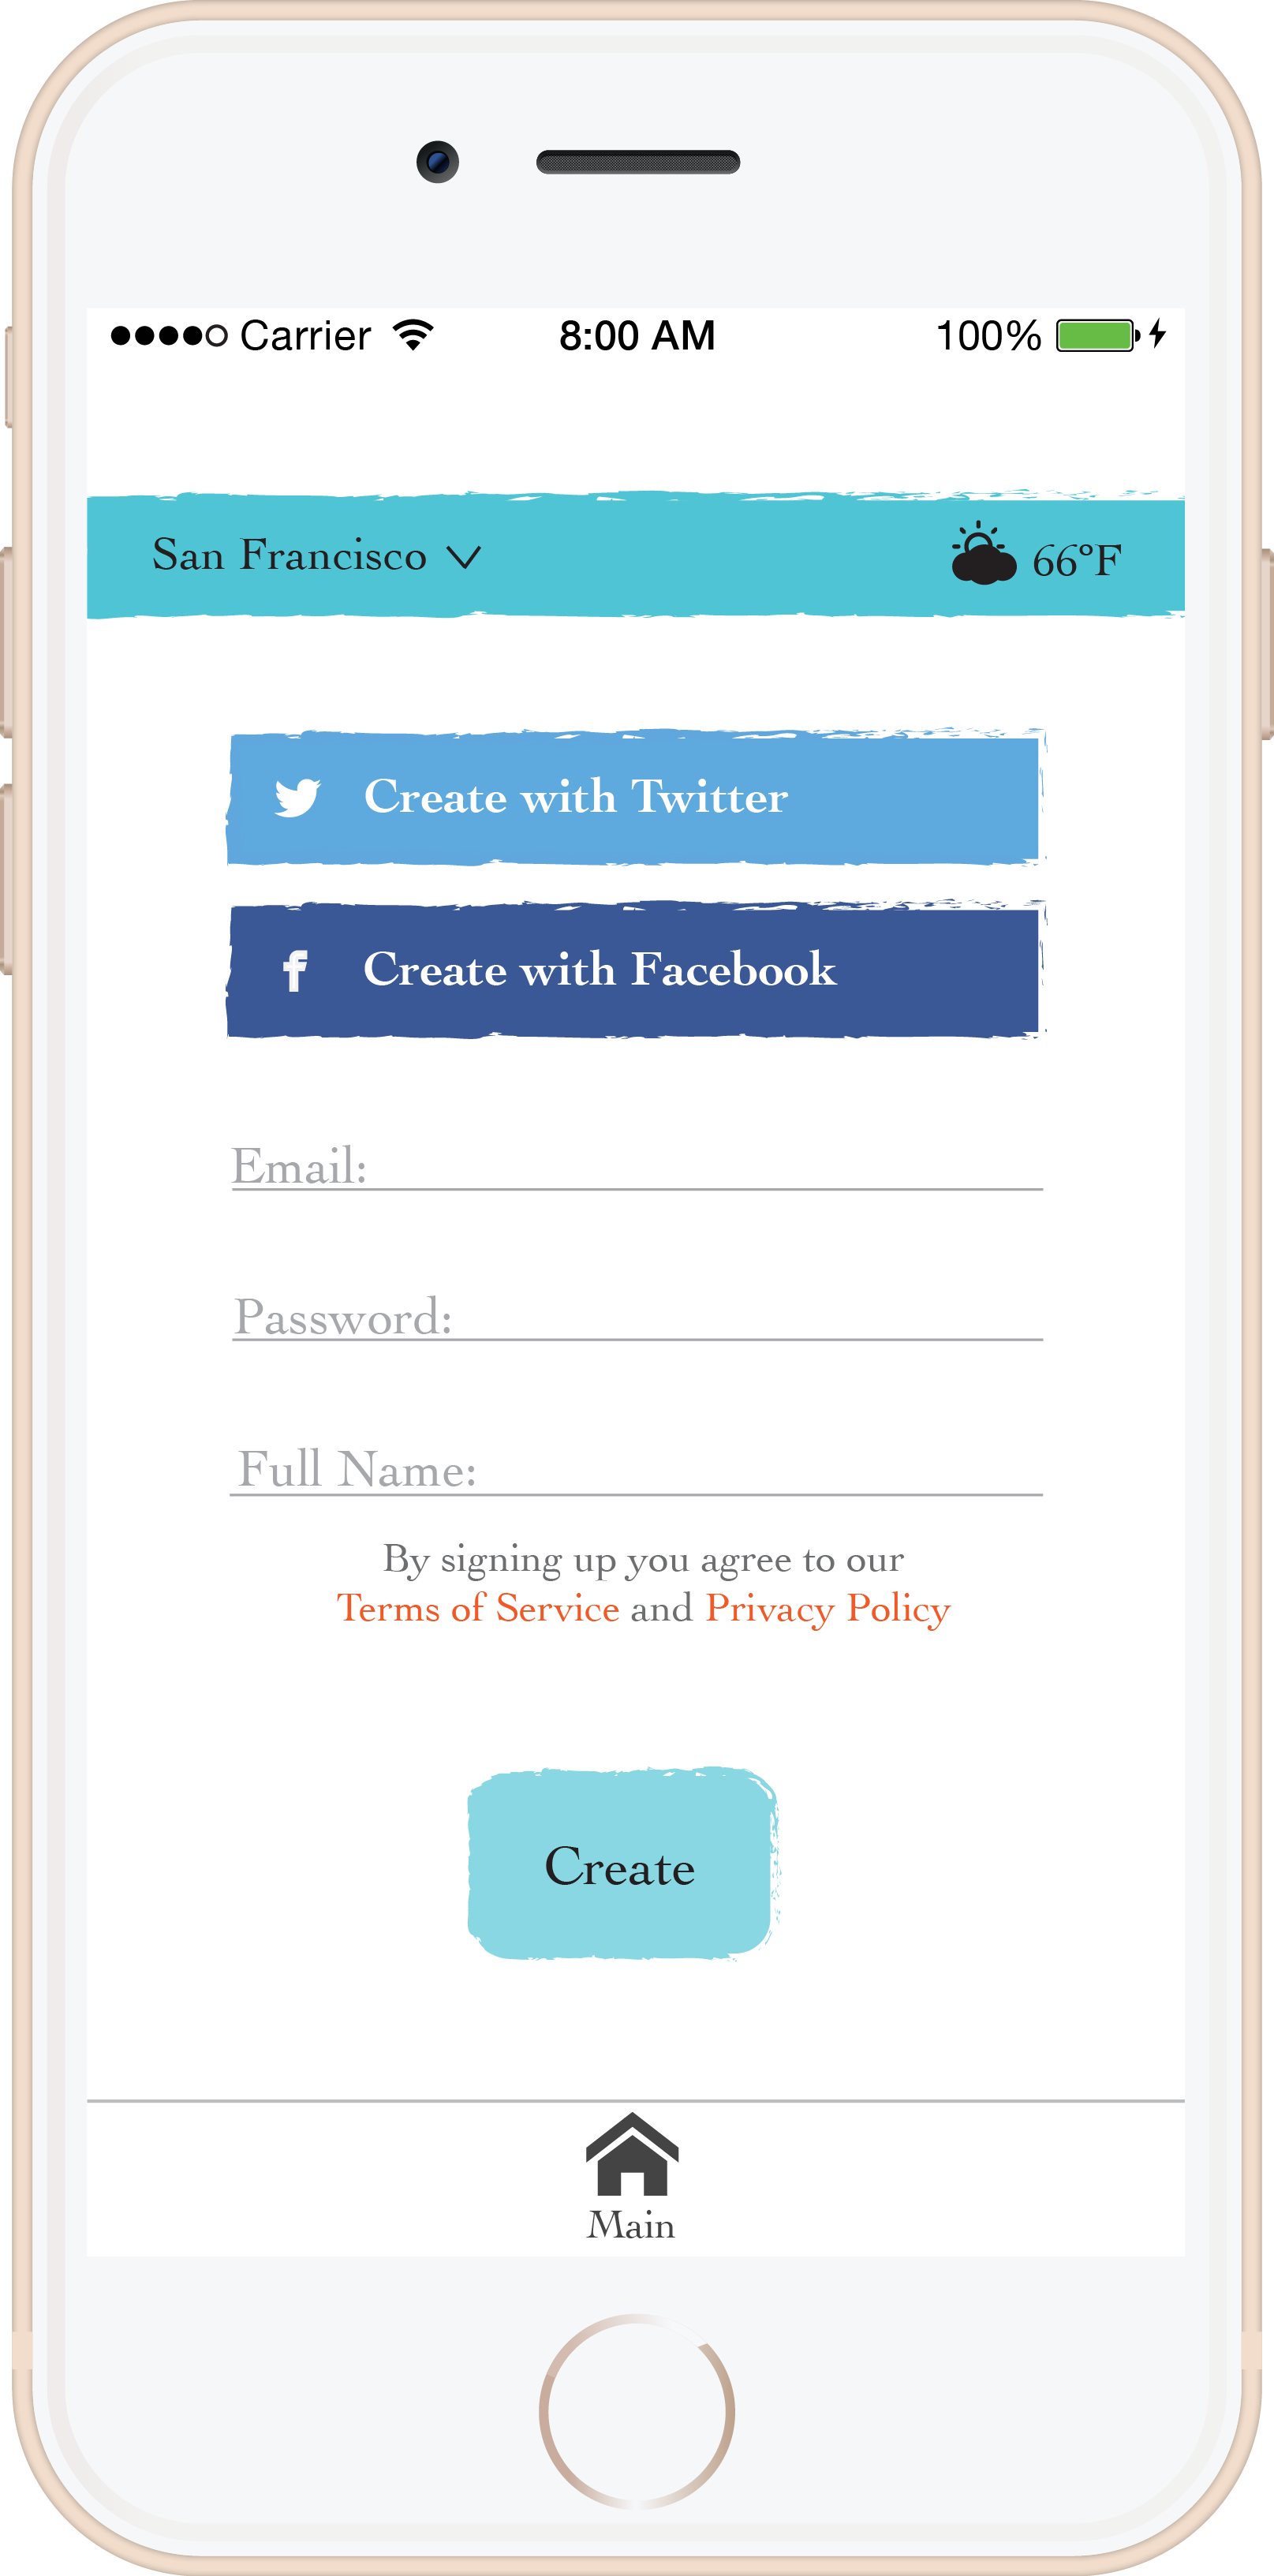 Carrier 8:00 AM 100%
San Francisco 66°F
Create with Twitter
f Create with Facebook
Email:
Password:
Full Name:
By signing up you agree to our
Terms of Service and Privacy Policy
Create
Main